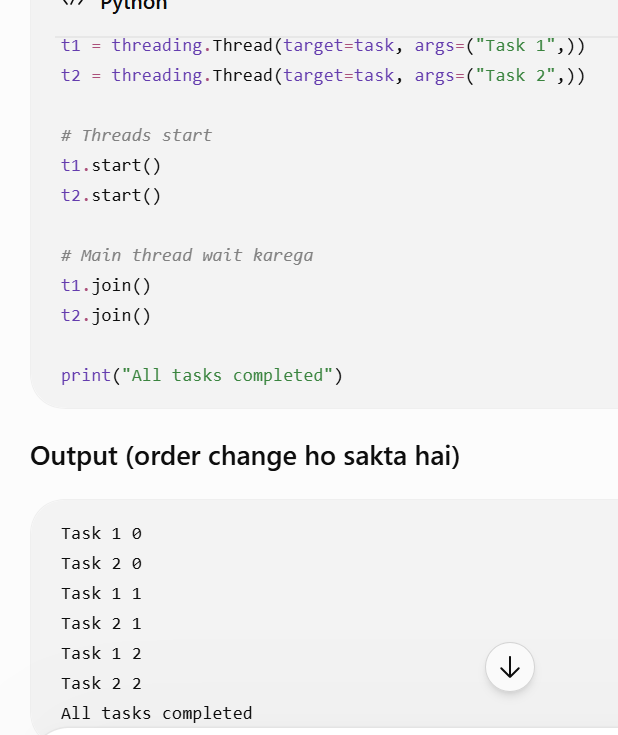 Python
t1 = threading.Thread(target=task, args=("Task 1",))
t2 = threading.Thread(target=task, args=("Task 2",))
# Threads start
t1.start()
t2.start()
# Main thread wait karega
t1.join()
t2.join()
print("All tasks completed")
Output (order change ho sakta hai)
Task 1 0
Task 2 0
Task 1 1
Task 2 1
Task 1 2
Task 2 2
All tasks completed